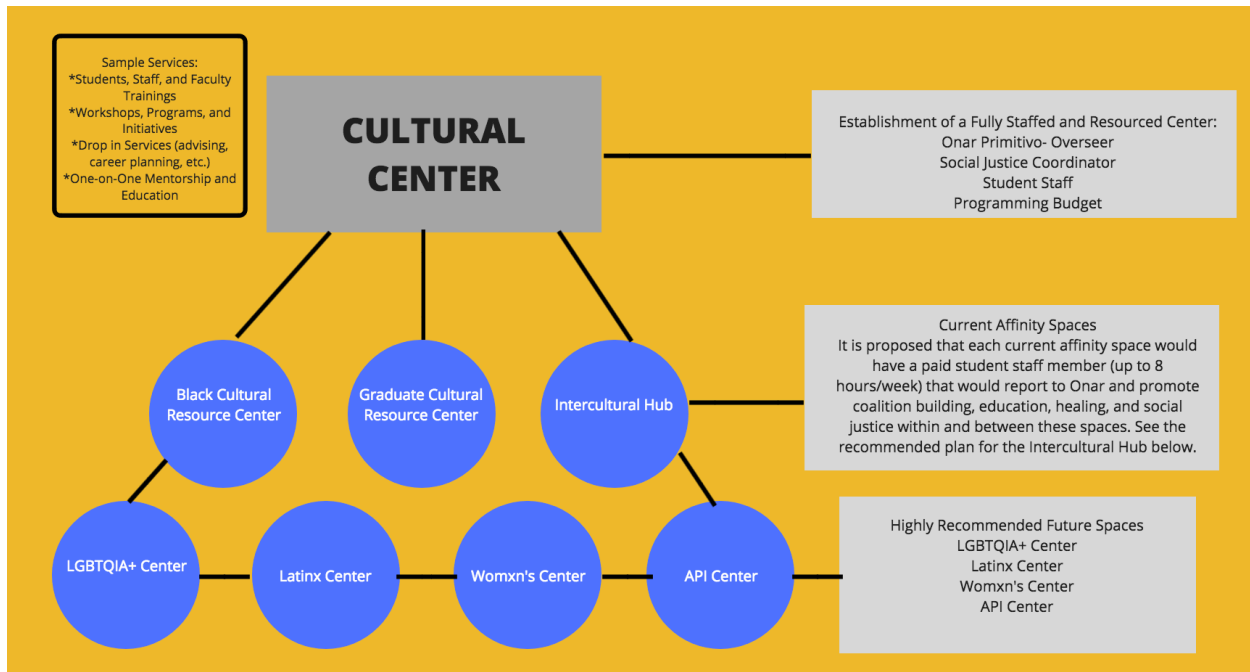 Sample Services:
*Students, Staff, and Faculty
Trainings
*Workshops, Programs, and
Initiatives
*Drop in Services (advising,
career planning, etc.)
*One-on-One Mentorship and
Education
CULTURAL
CENTER
Establishment of a Fully Staffed and Resourced Center:
Onar Primitivo- Overseer
Social Justice Coordinator
Student Staff
Programming Budget
Black Cultural
Resource Center
Graduate Cultural
Resource Center
Intercultural Hub
Current Affinity Spaces
It is proposed that each current affinity space would
have a paid student staff member (up to 8
hours/week) that would report to Onar and promote
coalition building, education, healing, and social
justice within and between these spaces. See the
recommended plan for the Intercultural Hub below.
LGBTQIA+ Center
Latinx Center
Womxn's Center
API Center
Highly Recommended Future Spaces
LGBTQIA+ Center
Latinx Center
Womxn's Center
API Center